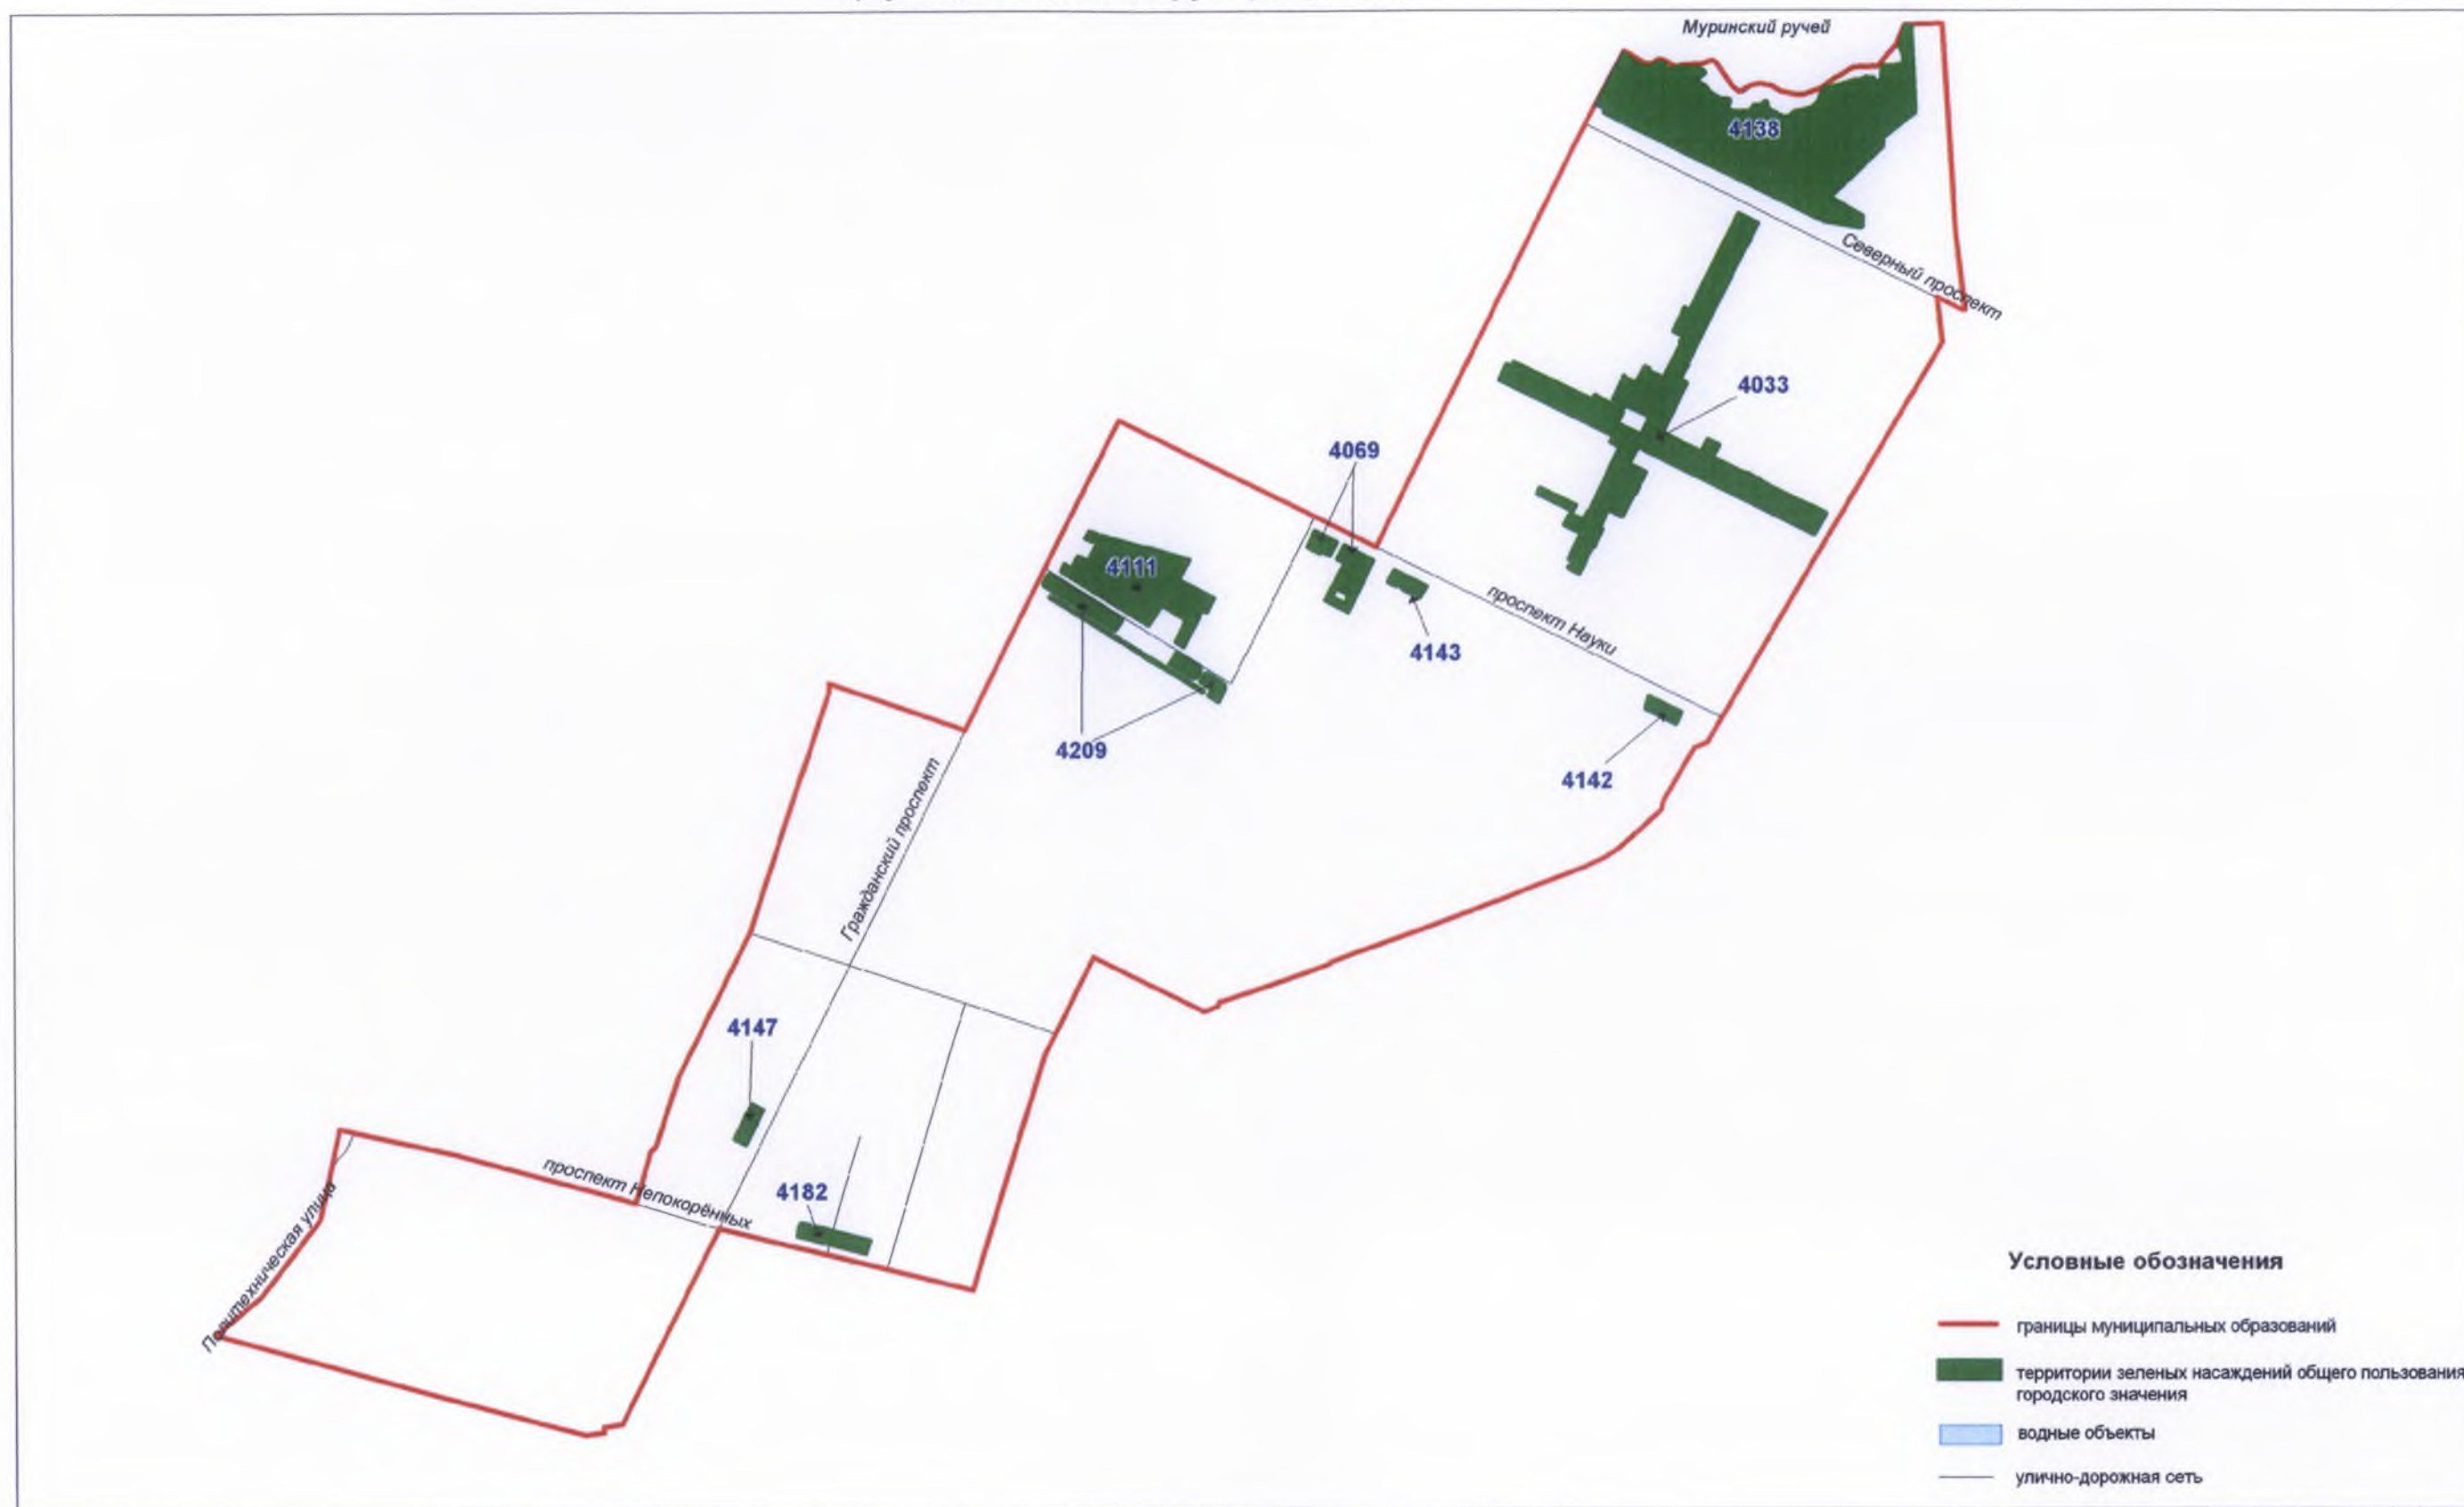 Муринский ручей
4138
Северный проспект
4033
4069
4111
проспект Науки
4143
4209
4142
Гражданский проспект
4147
проспект Непокорённых
4182
Политехническая улица
Условные обозначения
границы муниципальных образований
территории зеленых насаждений общего пользования
городского значения
водные объекты
улично-дорожная сеть